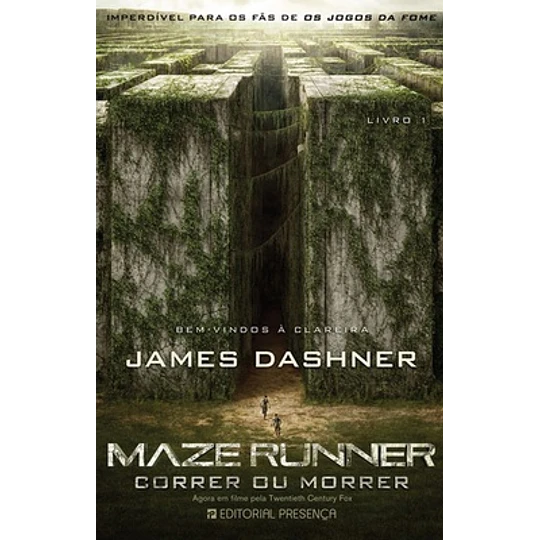 IMPERDÍVEL PARA OS FÃS DE OS JOGOS DA FOME
LIVRO 1
BEM-VINDOS À CLAREIRA
JAMES DASHNER
MAZE RUNNER
CORRER OU MORRER
Agora em filme pela Twentieth Century Fox
EDITORIAL PRESENÇA